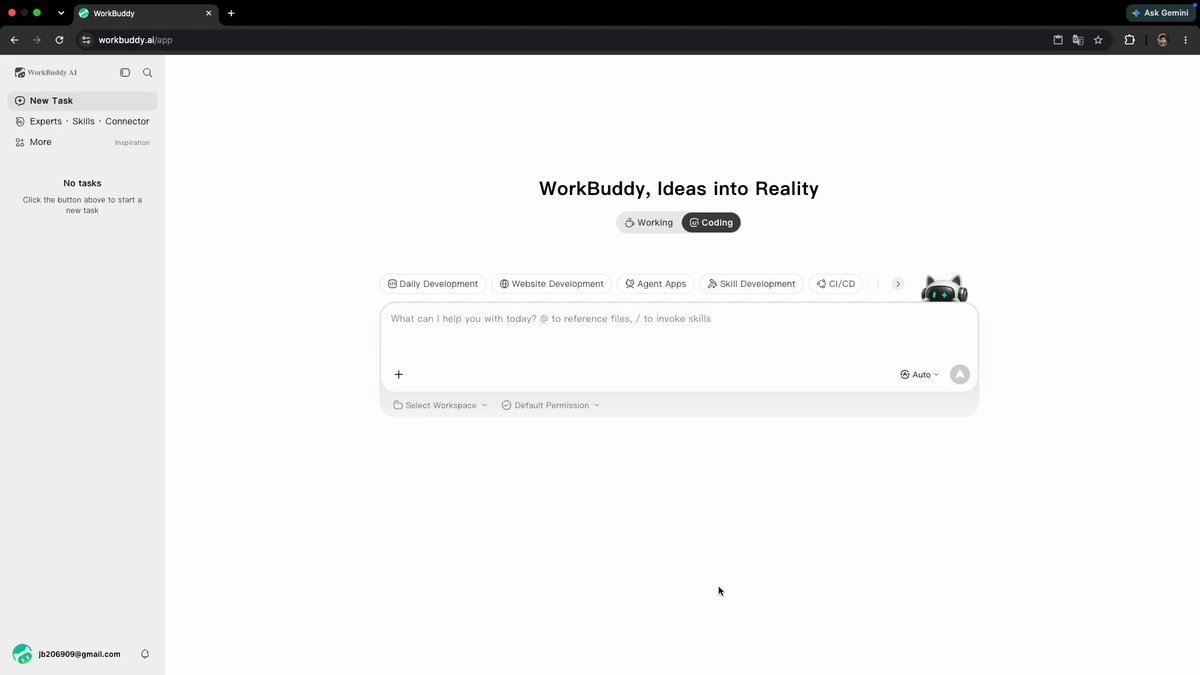 WorkBuddy
Ask Gemini
workbuddy.ai/app
WorkBuddy AI
New Task
Experts · Skills · Connector
More
Inspiration
No tasks
Click the button above to start a
new task
WorkBuddy, Ideas into Reality
Working
Coding
Daily Development
Website Development
Agent Apps
Skill Development
CI/CD
What can I help you with today? @ to reference files, / to invoke skills
Auto
Select Workspace
Default Permission
jb206909@gmail.com